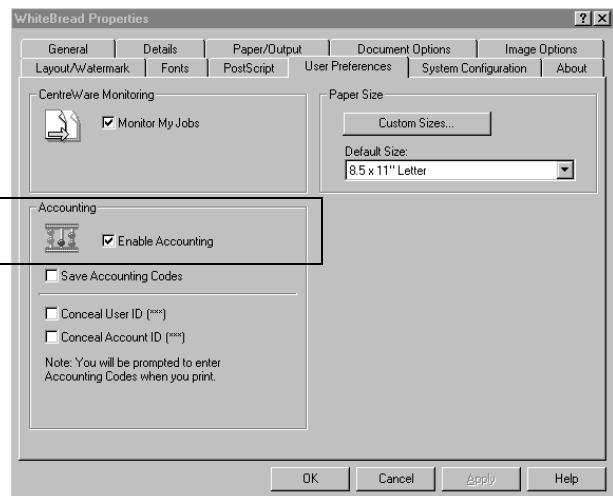 WhiteBread Properties
General Details Paper/Output Document Options Image Options
Layout/Watermark Fonts PostScript User Preferences System Configuration About
CentreWare Monitoring
Monitor My Jobs
Paper Size
Custom Sizes...
Default Size:
8.5 x 11" Letter
Accounting
Enable Accounting
Save Accounting Codes
Conceal User ID (***)
Conceal Account ID (***)
Note: You will be prompted to enter
Accounting Codes when you print.
OK Cancel Apply Help